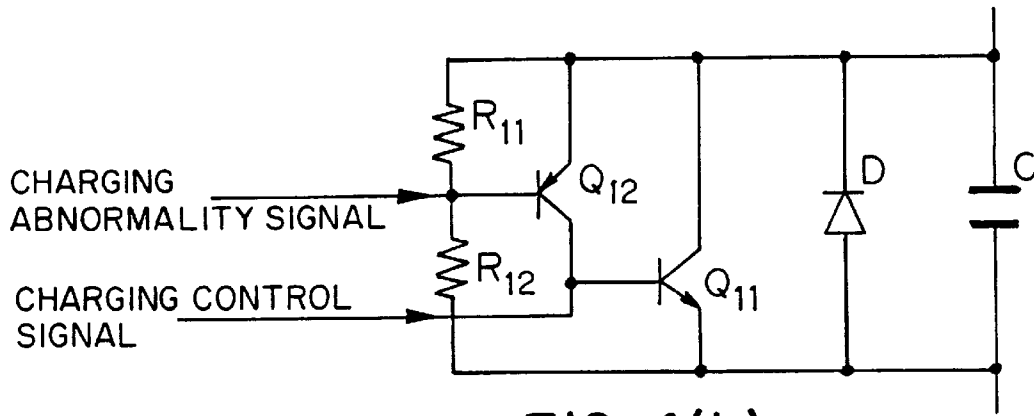 R11
CHARGING
ABNORMALITY SIGNAL
Q12
D
C
R12
CHARGING CONTROL
SIGNAL
Q11